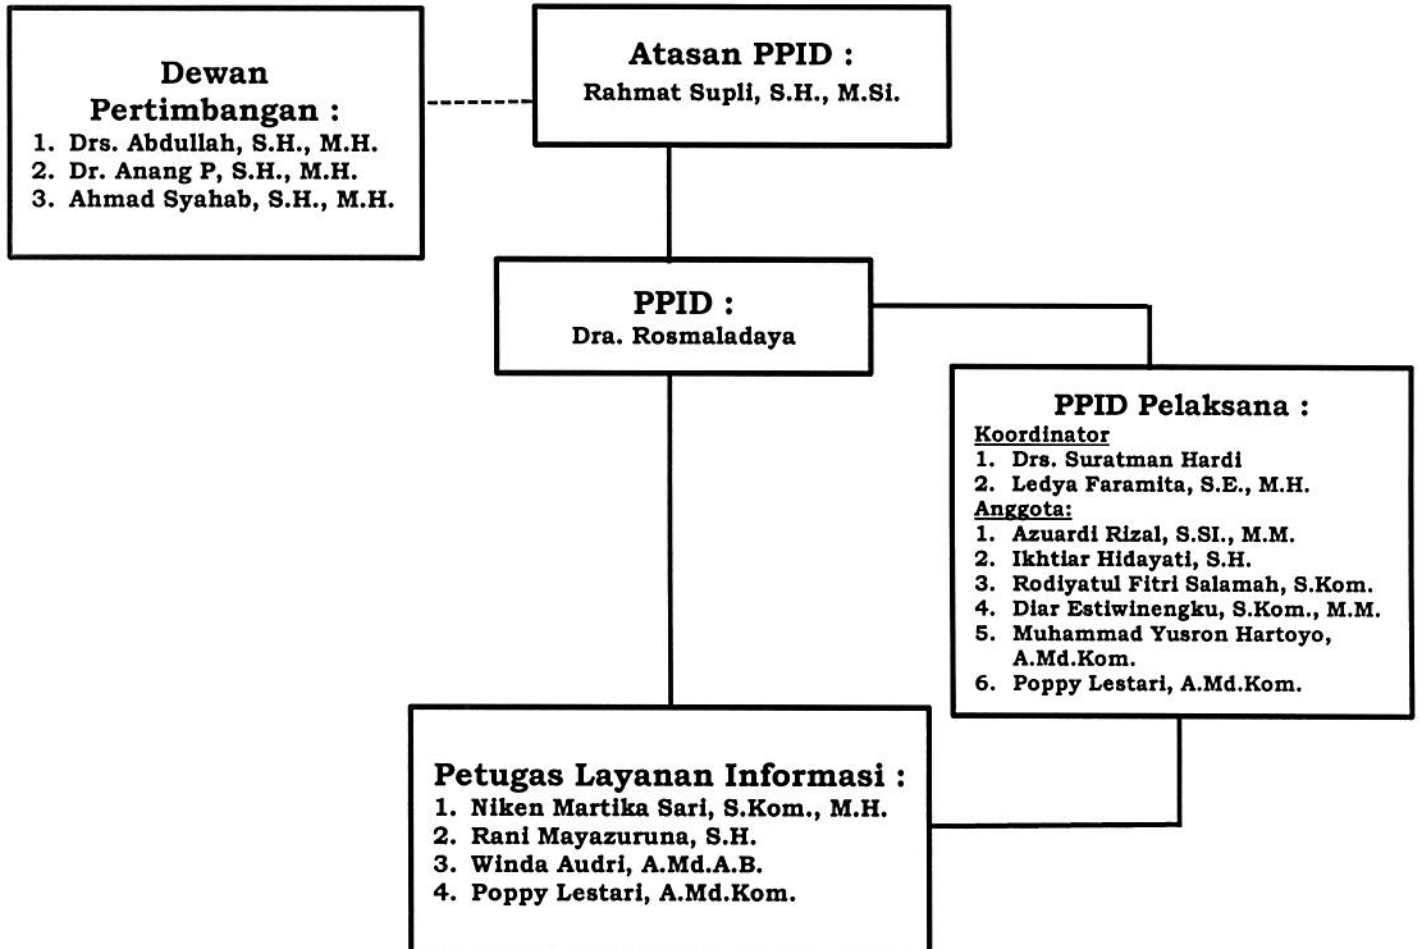 Dewan
Pertimbangan :
1. Drs. Abdullah, S.H., M.H.
2. Dr. Anang P, S.H., M.H.
3. Ahmad Syahab, S.H., M.H.
Atasan PPID :
Rahmat Supli, S.H., M.Si.
PPID :
Dra. Rosmaladaya
PPID Pelaksana :
Koordinator
1. Drs. Suratman Hardi
2. Ledya Faramita, S.E., M.H.
Anggota:
1. Azuardi Rizal, S.SI., M.M.
2. Ikhtiar Hidayati, S.H.
3. Rodiyatul Fitri Salamah, S.Kom.
4. Diar Estiwinengku, S.Kom., M.M.
5. Muhammad Yusron Hartoyo,
A.Md.Kom.
6. Poppy Lestari, A.Md.Kom.
Petugas Layanan Informasi :
1. Niken Martika Sari, S.Kom., M.H.
2. Rani Mayazuruna, S.H.
3. Winda Audri, A.Md.A.B.
4. Poppy Lestari, A.Md.Kom.